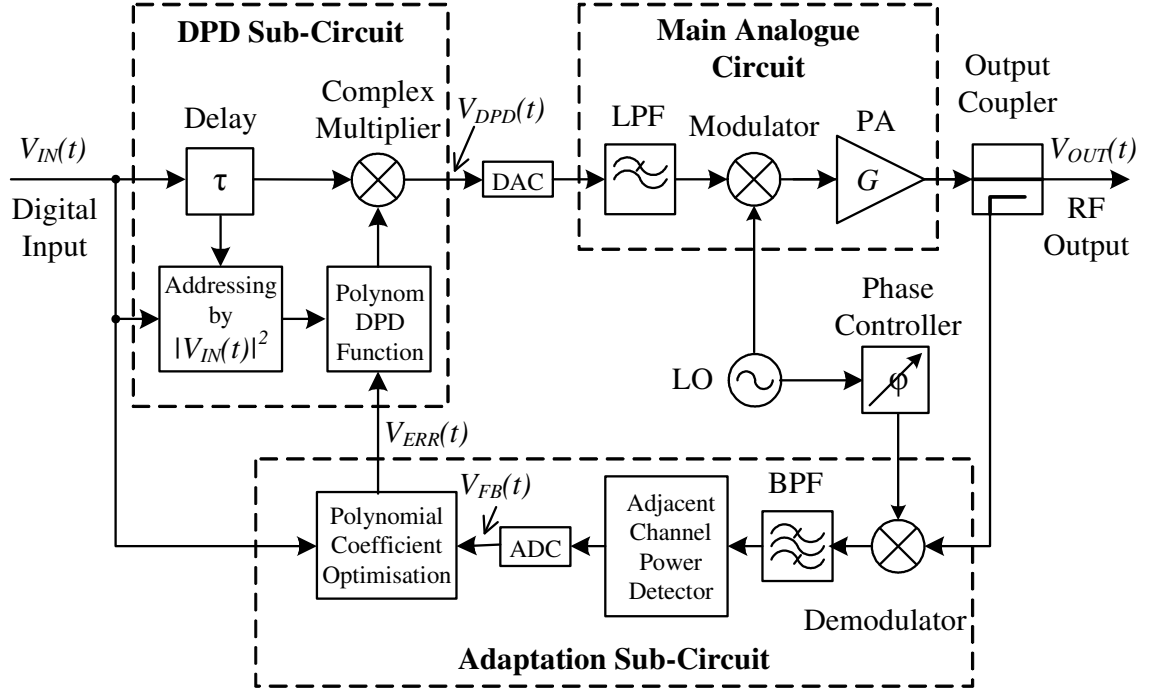 DPD Sub-Circuit
Main Analogue
Circuit
Output
Coupler
Complex
Multiplier
Delay
V_DPD(t)
LPF
Modulator
PA
V_IN(t)
V_OUT(t)
τ
DAC
G
Digital
Input
RF
Output
Addressing
by
|V_IN(t)|²
Polynom
DPD
Function
Phase
Controller
LO
φ
V_ERR(t)
V_FB(t)
BPF
Polynomial
Coefficient
Optimisation
ADC
Adjacent
Channel
Power
Detector
Demodulator
Adaptation Sub-Circuit